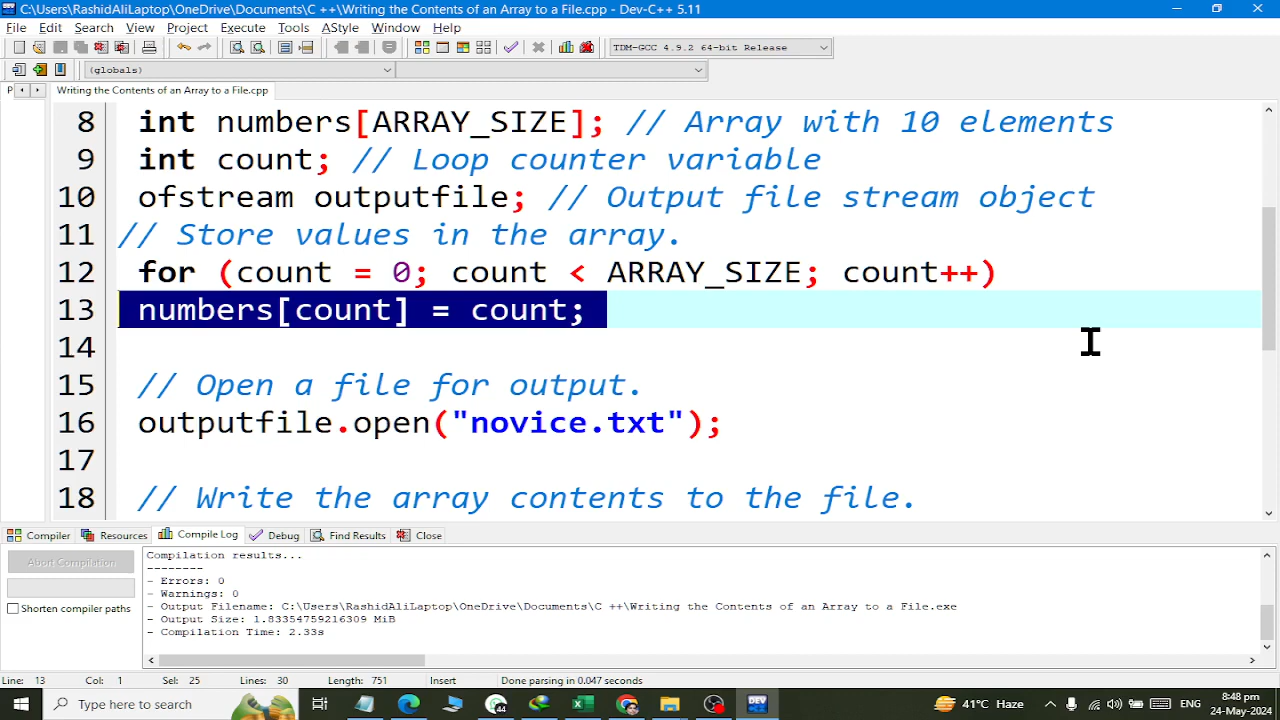 C:\Users\RashidAliLaptop\OneDrive\Documents\C ++\Writing the Contents of an Array to a File.cpp - Dev-C++ 5.11
File Edit Search View Project Execute Tools AStyle Window Help
TDM-GCC 4.9.2 64-bit Release
(globals)
P Writing the Contents of an Array to a File.cpp
8 int numbers[ARRAY_SIZE]; // Array with 10 elements
9 int count; // Loop counter variable
10 ofstream outputfile; // Output file stream object
11 // Store values in the array.
12 for (count = 0; count < ARRAY_SIZE; count++)
13 numbers[count] = count;
14
15 // Open a file for output.
16 outputfile.open("novice.txt");
17
18 // Write the array contents to the file.
Compiler Resources Compile Log Debug Find Results Close
Abort Compilation
Shorten compiler paths
Compilation results...
--------
- Errors: 0
- Warnings: 0
- Output Filename: C:\Users\RashidAliLaptop\OneDrive\Documents\C ++\Writing the Contents of an Array to a File.exe
- Output Size: 1.83354759216309 MiB
- Compilation Time: 2.33s
Line: 13 Col: 1 Sel: 25 Lines: 30 Length: 751 Insert Done parsing in 0.047 seconds
Type here to search
44
DEV
41°C Haze
8:48 pm
24-May-2024